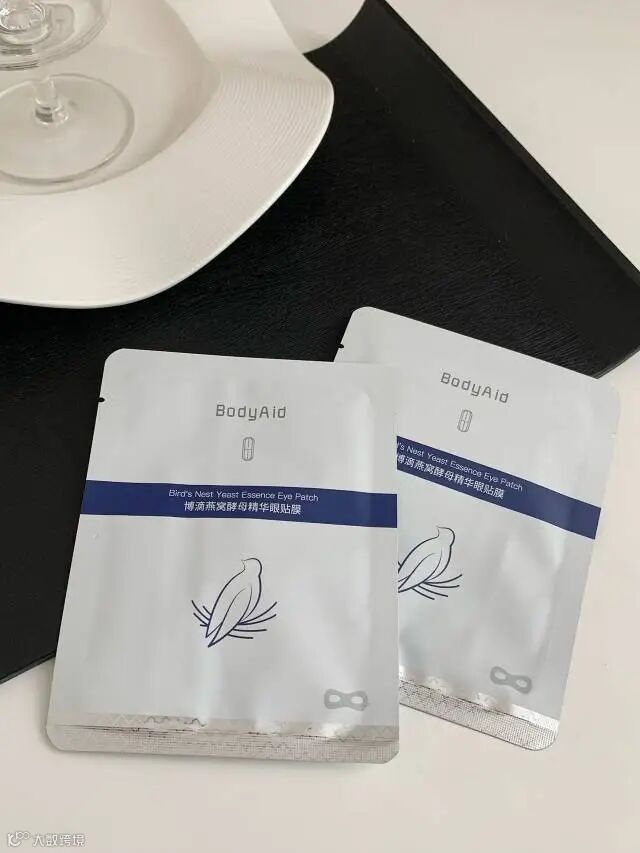 BodyAid
Bird's Nest Yeast Essence Eye Patch
博滴燕窝酵母精华眼贴膜
BodyAid
d's Nest Yeast Essence Eye Patch
博滴燕窝酵母精华眼贴膜
大数跨境